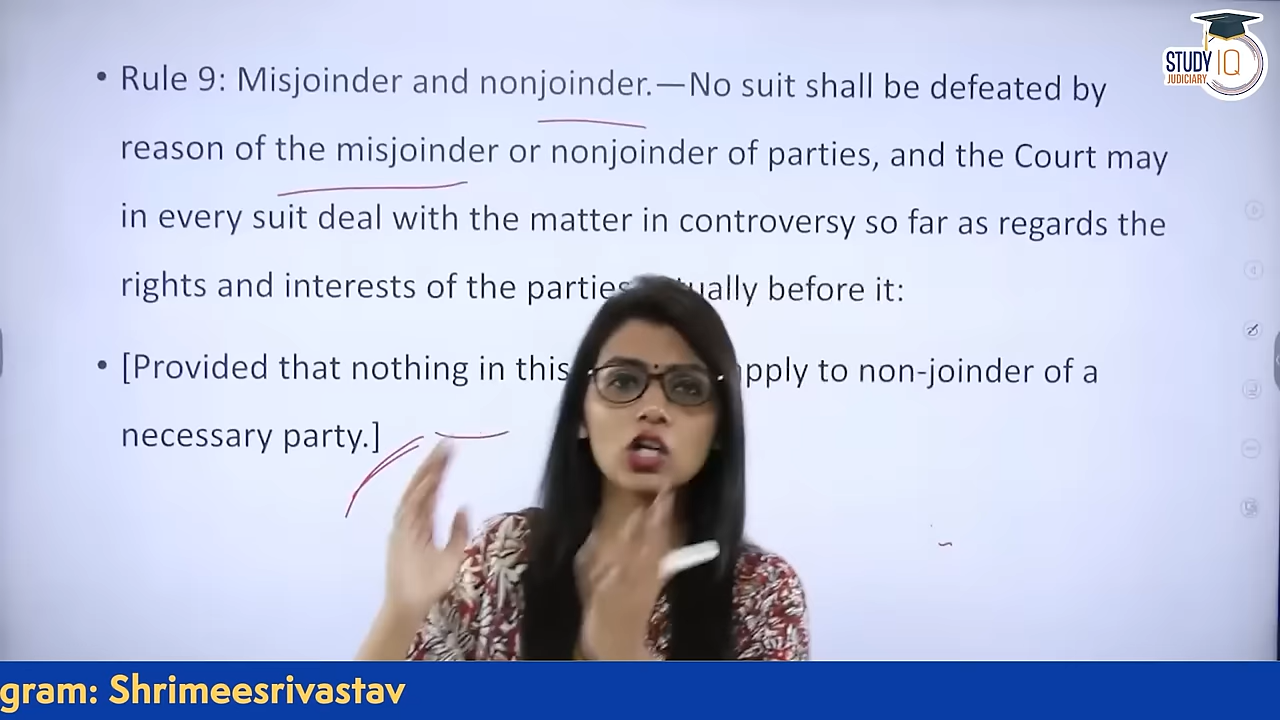 STUDY IQ
JUDICIARY
• Rule 9: Misjoinder and nonjoinder.—No suit shall be defeated by
reason of the misjoinder or nonjoinder of parties, and the Court may
in every suit deal with the matter in controversy so far as regards the
rights and interests of the parties before it:
• [Provided that nothing in this to non-joinder of a
necessary party.]
gram: Shrimeesrivastav